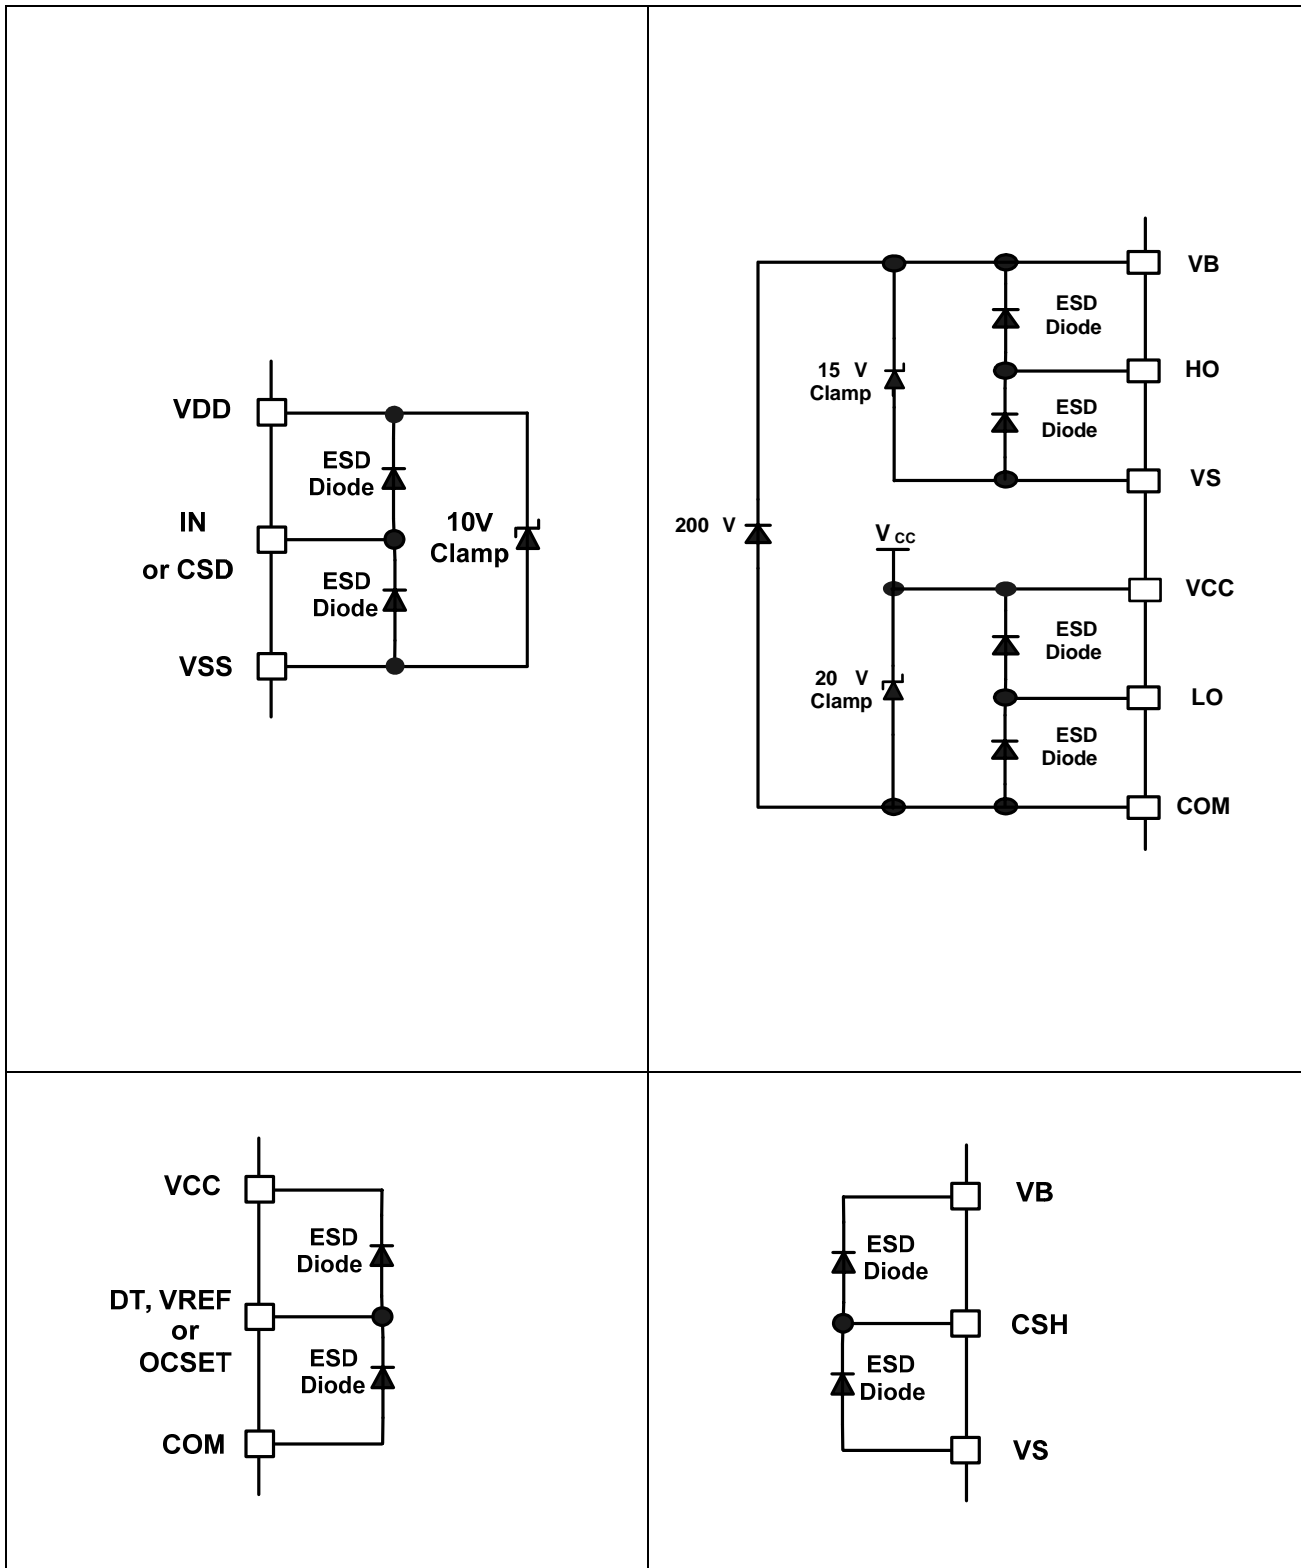 VDD
ESD
Diode
IN
or CSD
10V
Clamp
ESD
Diode
VSS
VB
ESD
Diode
15 V
Clamp
HO
ESD
Diode
VS
200 V
VCC
VCC
ESD
Diode
20 V
Clamp
LO
ESD
Diode
COM
VCC
ESD
Diode
DT, VREF
or
OCSET
ESD
Diode
COM
VB
ESD
Diode
CSH
ESD
Diode
VS